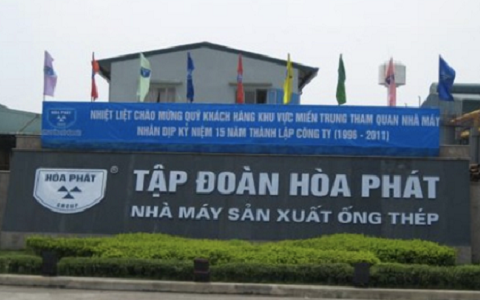 NHIỆT LIỆT CHÀO MỪNG QUÝ KHÁCH HÀNG KHU VỰC MIỀN TRUNG THAM QUAN NHÀ MÁY
NHÂN DỊP KỶ NIỆM 15 NĂM THÀNH LẬP CÔNG TY (1996 - 2011)
HÒA PHÁT
TẬP ĐOÀN HÒA PHÁT
NHÀ MÁY SẢN XUẤT ỐNG THÉP